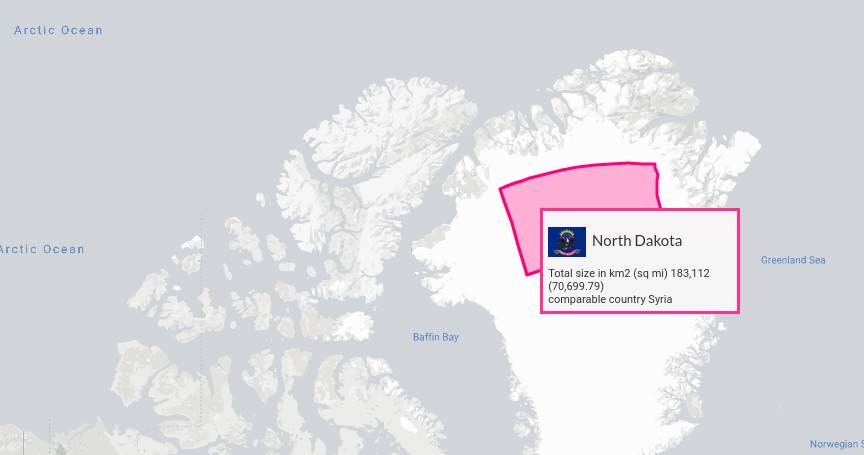 Arctic Ocean
North Dakota
Arctic Ocean
Greenland Sea
Total size in km2 (sq mi) 183,112
(70,699.79)
comparable country Syria
Baffin Bay
Norwegian S